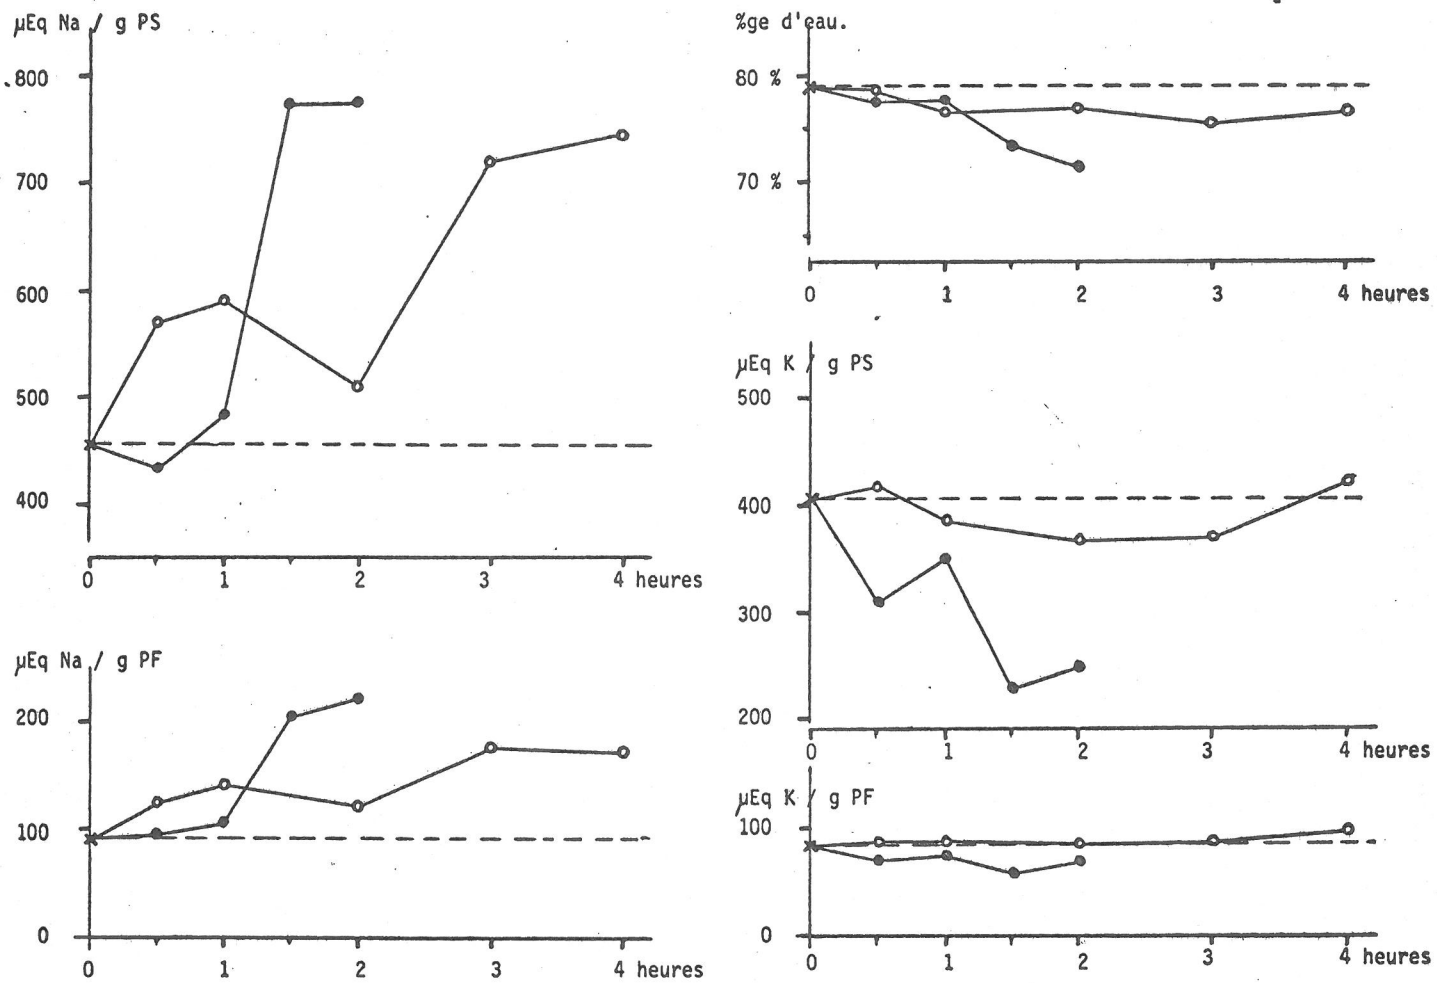 µEq Na / g PS
800
700
600
500
400
0 1 2 3 4 heures
µEq Na / g PF
200
100
0
0 1 2 3 4 heures
%ge d'eau.
80 %
70 %
0 1 2 3 4 heures
µEq K / g PS
500
400
300
200
0 1 2 3 4 heures
µEq K / g PF
100
0
0 1 2 3 4 heures